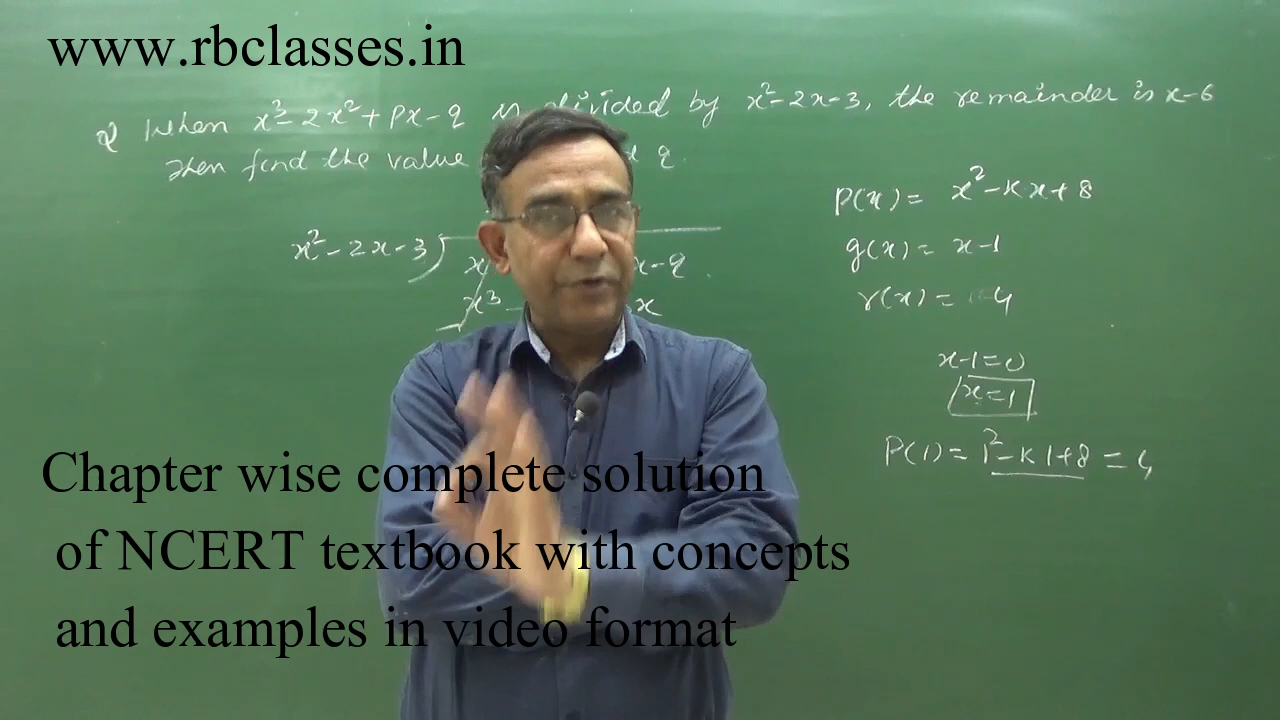 www.rbclasses.in
Q When x³-2x²+Px-q is divided by x²-2x-3, the remainder is x-6
then find the value q.
x²-2x-3) x-q.
x³ - x
P(x) = x²-Kx+8
g(x) = x-1
r(x) = 4
x-1=0
x=1
P(1) = 1²-K1+8 = 4
Chapter wise complete solution
of NCERT textbook with concepts
and examples in video format